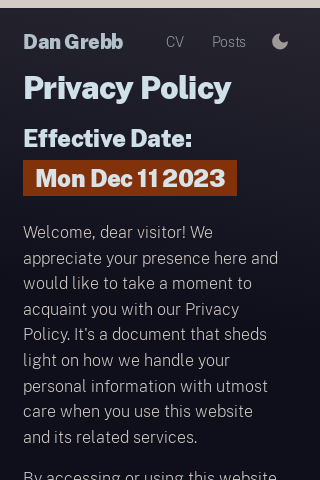 Dan Grebb CV Posts
Privacy Policy
Effective Date:
Mon Dec 11 2023
Welcome, dear visitor! We
appreciate your presence here and
would like to take a moment to
acquaint you with our Privacy
Policy. It's a document that sheds
light on how we handle your
personal information with utmost
care when you use this website
and its related services.
By accessing or using this website